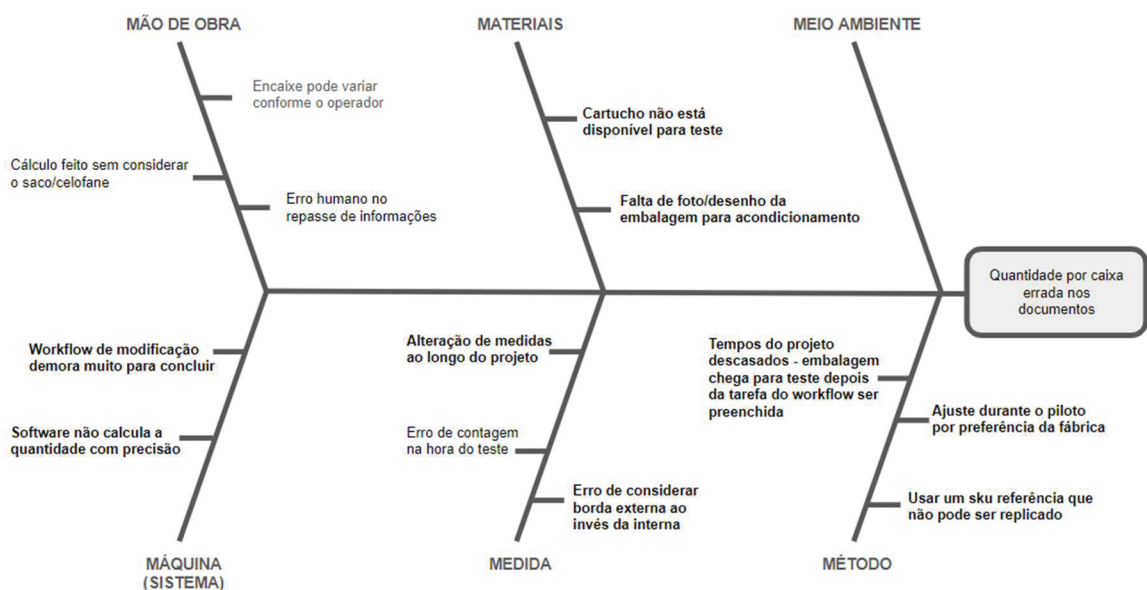 MÃO DE OBRA
MATERIAIS
MEIO AMBIENTE
Encaixe pode variar
conforme o operador
Cálculo feito sem considerar
o saco/celofane
Erro humano no
repasse de informações
Cartucho não está
disponível para teste
Falta de foto/desenho da
embalagem para acondicionamento
Quantidade por caixa
errada nos
documentos
Workflow de modificação
demora muito para concluir
Software não calcula a
quantidade com precisão
Alteração de medidas
ao longo do projeto
Erro de contagem
na hora do teste
Erro de considerar
borda externa ao
invés da interna
Tempos do projeto
descasados - embalagem
chega para teste depois
da tarefa do workflow ser
preenchida
Ajuste durante o piloto
por preferência da fábrica
Usar um sku referência que
não pode ser replicado
MÁQUINA
(SISTEMA)
MEDIDA
MÉTODO